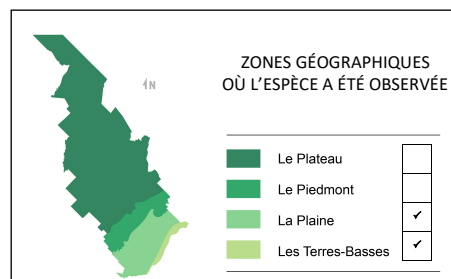 ZONES GÉOGRAPHIQUES
OÙ L'ESPÈCE A ÉTÉ OBSERVÉE
N
Le Plateau
Le Piedmont
La Plaine ✓
Les Terres-Basses ✓